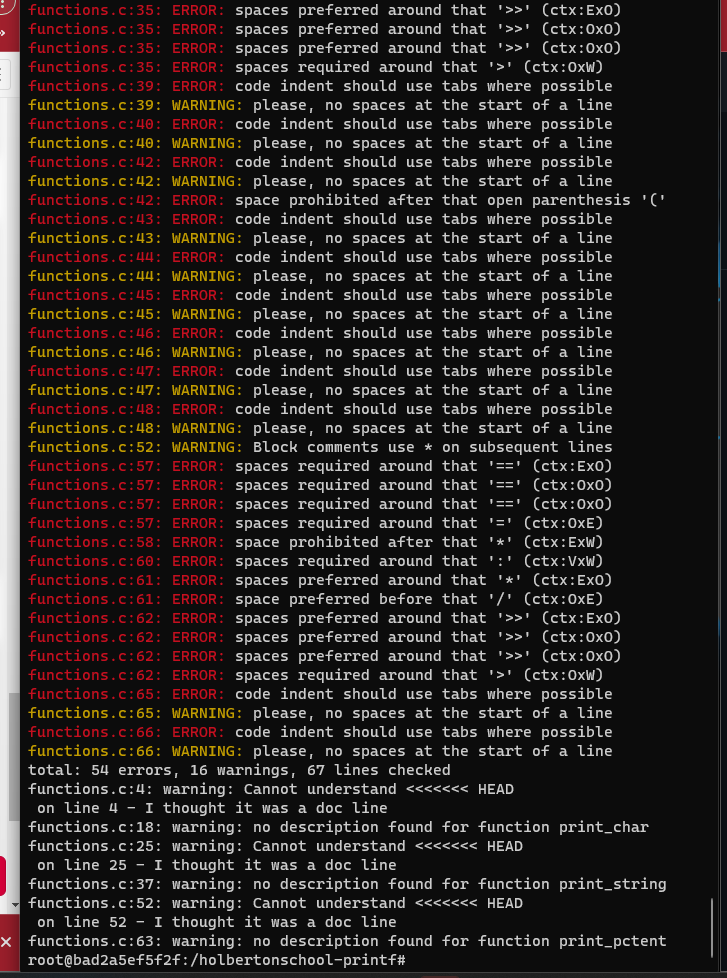 functions.c:35: ERROR: spaces preferred around that '>>' (ctx:ExO)
functions.c:35: ERROR: spaces preferred around that '>>' (ctx:OxO)
functions.c:35: ERROR: spaces preferred around that '>>' (ctx:OxO)
functions.c:35: ERROR: spaces required around that '>' (ctx:OxW)
functions.c:39: ERROR: code indent should use tabs where possible
functions.c:39: WARNING: please, no spaces at the start of a line
functions.c:40: ERROR: code indent should use tabs where possible
functions.c:40: WARNING: please, no spaces at the start of a line
functions.c:42: ERROR: code indent should use tabs where possible
functions.c:42: WARNING: please, no spaces at the start of a line
functions.c:42: ERROR: space prohibited after that open parenthesis '('
functions.c:43: ERROR: code indent should use tabs where possible
functions.c:43: WARNING: please, no spaces at the start of a line
functions.c:44: ERROR: code indent should use tabs where possible
functions.c:44: WARNING: please, no spaces at the start of a line
functions.c:45: ERROR: code indent should use tabs where possible
functions.c:45: WARNING: please, no spaces at the start of a line
functions.c:46: ERROR: code indent should use tabs where possible
functions.c:46: WARNING: please, no spaces at the start of a line
functions.c:47: ERROR: code indent should use tabs where possible
functions.c:47: WARNING: please, no spaces at the start of a line
functions.c:48: ERROR: code indent should use tabs where possible
functions.c:48: WARNING: please, no spaces at the start of a line
functions.c:52: WARNING: Block comments use * on subsequent lines
functions.c:57: ERROR: spaces required around that '==' (ctx:ExO)
functions.c:57: ERROR: spaces required around that '==' (ctx:OxO)
functions.c:57: ERROR: spaces required around that '==' (ctx:OxO)
functions.c:57: ERROR: spaces required around that '=' (ctx:OxE)
functions.c:58: ERROR: space prohibited after that '*' (ctx:ExW)
functions.c:60: ERROR: spaces required around that ':' (ctx:VxW)
functions.c:61: ERROR: spaces preferred around that '*' (ctx:ExO)
functions.c:61: ERROR: space preferred before that '/' (ctx:OxE)
functions.c:62: ERROR: spaces preferred around that '>>' (ctx:ExO)
functions.c:62: ERROR: spaces preferred around that '>>' (ctx:OxO)
functions.c:62: ERROR: spaces preferred around that '>>' (ctx:OxO)
functions.c:62: ERROR: spaces required around that '>' (ctx:OxW)
functions.c:65: ERROR: code indent should use tabs where possible
functions.c:65: WARNING: please, no spaces at the start of a line
functions.c:66: ERROR: code indent should use tabs where possible
functions.c:66: WARNING: please, no spaces at the start of a line
total: 54 errors, 16 warnings, 67 lines checked
functions.c:4: warning: Cannot understand <<<<<<< HEAD
 on line 4 - I thought it was a doc line
functions.c:18: warning: no description found for function print_char
functions.c:25: warning: Cannot understand <<<<<<< HEAD
 on line 25 - I thought it was a doc line
functions.c:37: warning: no description found for function print_string
functions.c:52: warning: Cannot understand <<<<<<< HEAD
 on line 52 - I thought it was a doc line
functions.c:63: warning: no description found for function print_pctent
root@bad2a5ef5f2f:/holbertonschool-printf#